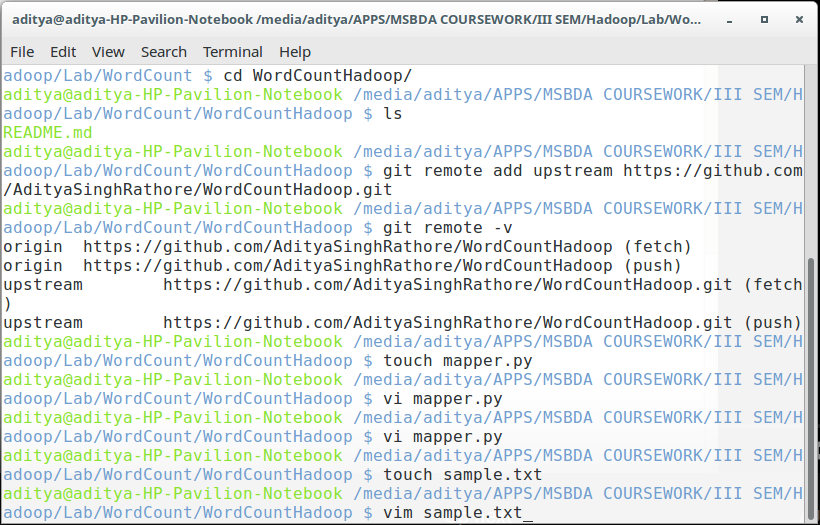 aditya@aditya-HP-Pavilion-Notebook /media/aditya/APPS/MSBDA COURSEWORK/III SEM/Hadoop/Lab/Wo...
File Edit View Search Terminal Help
adoop/Lab/WordCount $ cd WordCountHadoop/
aditya@aditya-HP-Pavilion-Notebook /media/aditya/APPS/MSBDA COURSEWORK/III SEM/H
adoop/Lab/WordCount/WordCountHadoop $ ls
README.md
aditya@aditya-HP-Pavilion-Notebook /media/aditya/APPS/MSBDA COURSEWORK/III SEM/H
adoop/Lab/WordCount/WordCountHadoop $ git remote add upstream https://github.com
/AdityaSinghRathore/WordCountHadoop.git
aditya@aditya-HP-Pavilion-Notebook /media/aditya/APPS/MSBDA COURSEWORK/III SEM/H
adoop/Lab/WordCount/WordCountHadoop $ git remote -v
origin  https://github.com/AdityaSinghRathore/WordCountHadoop (fetch)
origin  https://github.com/AdityaSinghRathore/WordCountHadoop (push)
upstream        https://github.com/AdityaSinghRathore/WordCountHadoop.git (fetch
)
upstream        https://github.com/AdityaSinghRathore/WordCountHadoop.git (push)
aditya@aditya-HP-Pavilion-Notebook /media/aditya/APPS/MSBDA COURSEWORK/III SEM/H
adoop/Lab/WordCount/WordCountHadoop $ touch mapper.py
aditya@aditya-HP-Pavilion-Notebook /media/aditya/APPS/MSBDA COURSEWORK/III SEM/H
adoop/Lab/WordCount/WordCountHadoop $ vi mapper.py
aditya@aditya-HP-Pavilion-Notebook /media/aditya/APPS/MSBDA COURSEWORK/III SEM/H
adoop/Lab/WordCount/WordCountHadoop $ vi mapper.py
aditya@aditya-HP-Pavilion-Notebook /media/aditya/APPS/MSBDA COURSEWORK/III SEM/H
adoop/Lab/WordCount/WordCountHadoop $ touch sample.txt
aditya@aditya-HP-Pavilion-Notebook /media/aditya/APPS/MSBDA COURSEWORK/III SEM/H
adoop/Lab/WordCount/WordCountHadoop $ vim sample.txt